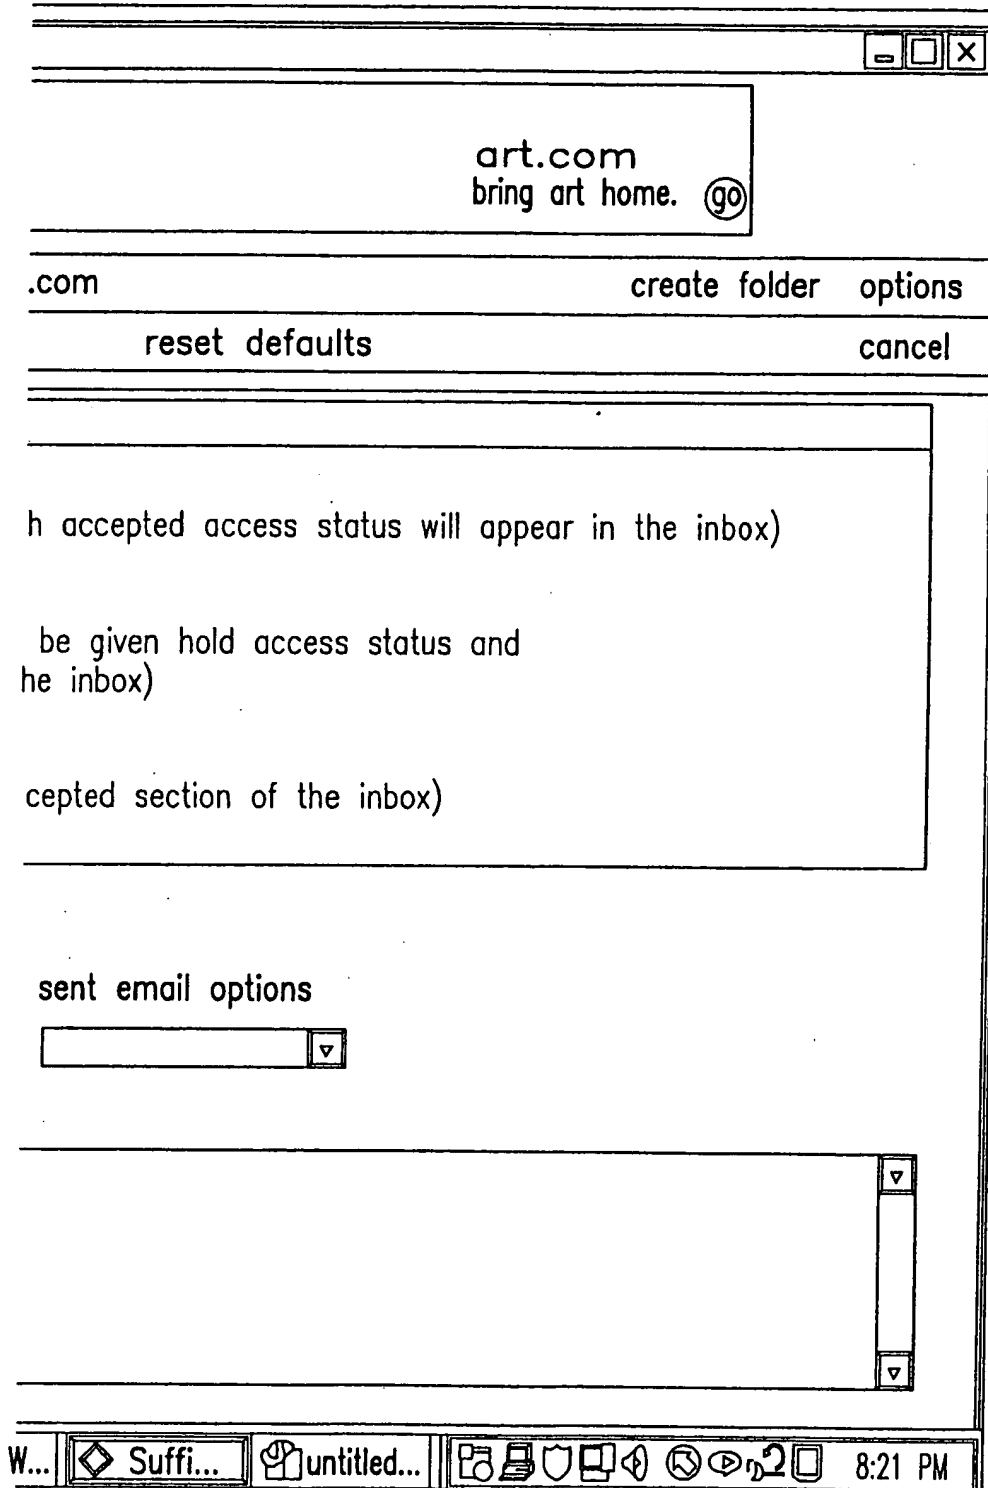 art.com
bring art home. go
.com create folder options
reset defaults cancel
h accepted access status will appear in the inbox)
be given hold access status and
he inbox)
cepted section of the inbox)
sent email options
W... Suffi... untitled... 8:21 PM